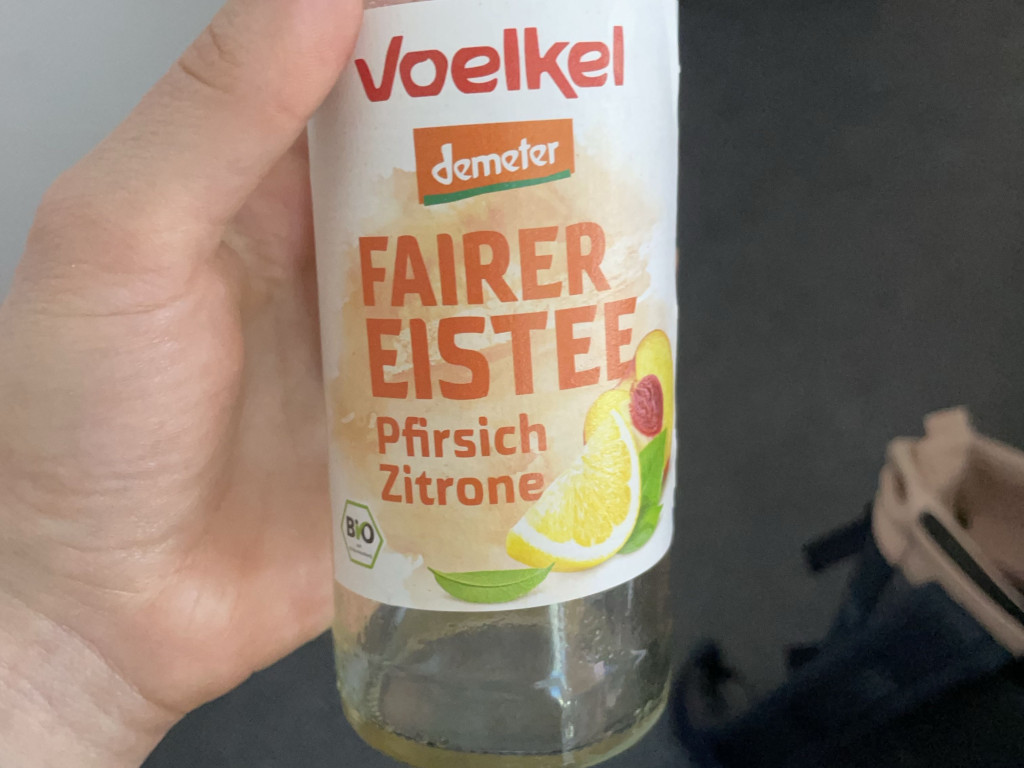 Voelkel
demeter
FAIRER
EISTEE
Pfirsich
Zitrone
BIO